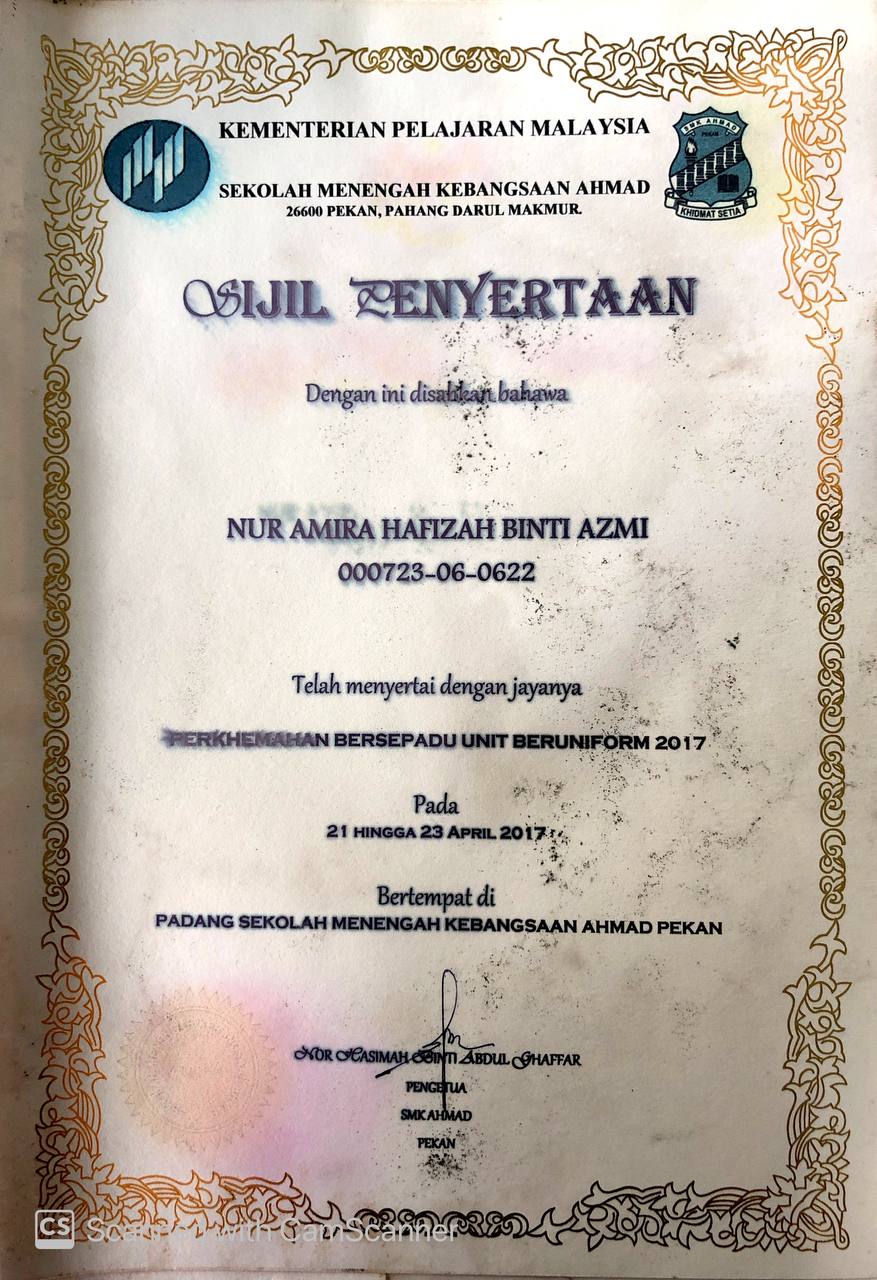 KEMENTERIAN PELAJARAN MALAYSIA
SMK AHMAD
PEKAN
KHIDMAT SETIA
SEKOLAH MENENGAH KEBANGSAAN AHMAD
26600 PEKAN, PAHANG DARUL MAKMUR.
SIJIL PENYERTAAN
Dengan ini disahkan bahawa
NUR AMIRA HAFIZAH BINTI AZMI
000723-06-0622
Telah menyertai dengan jayanya
PERKHEMAHAN BERSEPADU UNIT BERUNIFORM 2017
Pada
21 HINGGA 23 APRIL 2017
Bertempat di
PADANG SEKOLAH MENENGAH KEBANGSAAN AHMAD PEKAN
NOR HASIMAH BINTI ABDUL GHAFFAR
PENGETUA
SMK AHMAD
PEKAN
CS Scanned with CamScanner